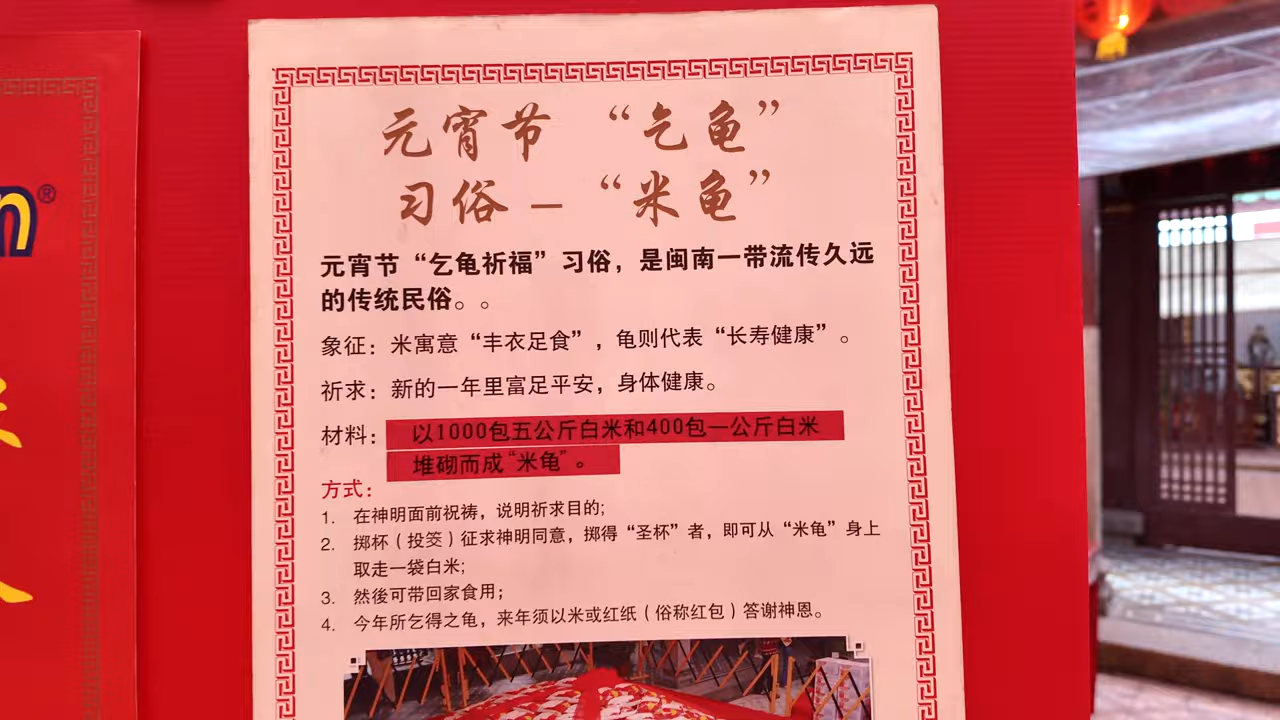 元宵节 “乞龟”
习俗 – “米龟”
元宵节“乞龟祈福”习俗，是闽南一带流传久远
的传统民俗。。
象征：米寓意“丰衣足食”，龟则代表“长寿健康”。
祈求：新的一年里富足平安，身体健康。
材料：以1000包五公斤白米和400包一公斤白米
堆砌而成“米龟”。
方式：
1. 在神明面前祝祷，说明祈求目的;
2. 掷杯（投筊）征求神明同意，掷得“圣杯”者，即可从“米龟”身上
取走一袋白米;
3. 然後可带回家食用;
4. 今年所乞得之龟，来年须以米或红纸（俗称红包）答谢神恩。
n®